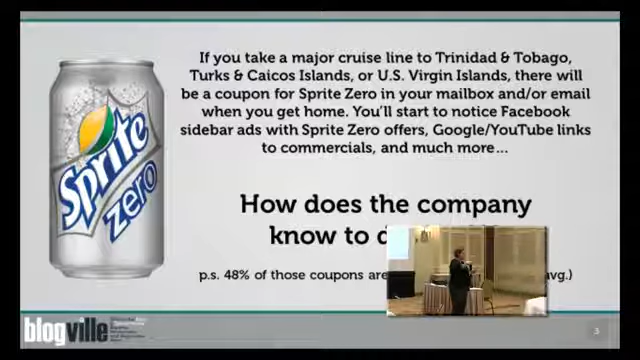 If you take a major cruise line to Trinidad & Tobago,
Turks & Caicos Islands, or U.S. Virgin Islands, there will
be a coupon for Sprite Zero in your mailbox and/or email
when you get home. You'll start to notice Facebook
sidebar ads with Sprite Zero offers, Google/YouTube links
to commercials, and much more...
Sprite
zero
How does the company
know to
p.s. 48% of those coupons are avg.)
blogville
3